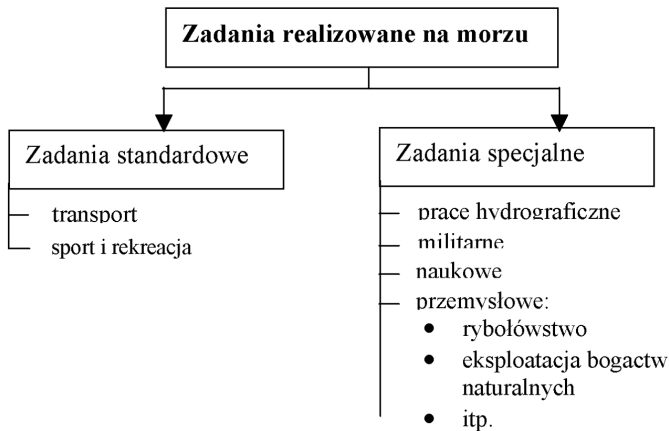 Zadania realizowane na morzu
Zadania standardowe
transport
sport i rekreacja
Zadania specjalne
prace hydrograficzne
militarne
naukowe
przemysłowe:
• rybołówstwo
• eksploatacja bogactw
naturalnych
• itp.